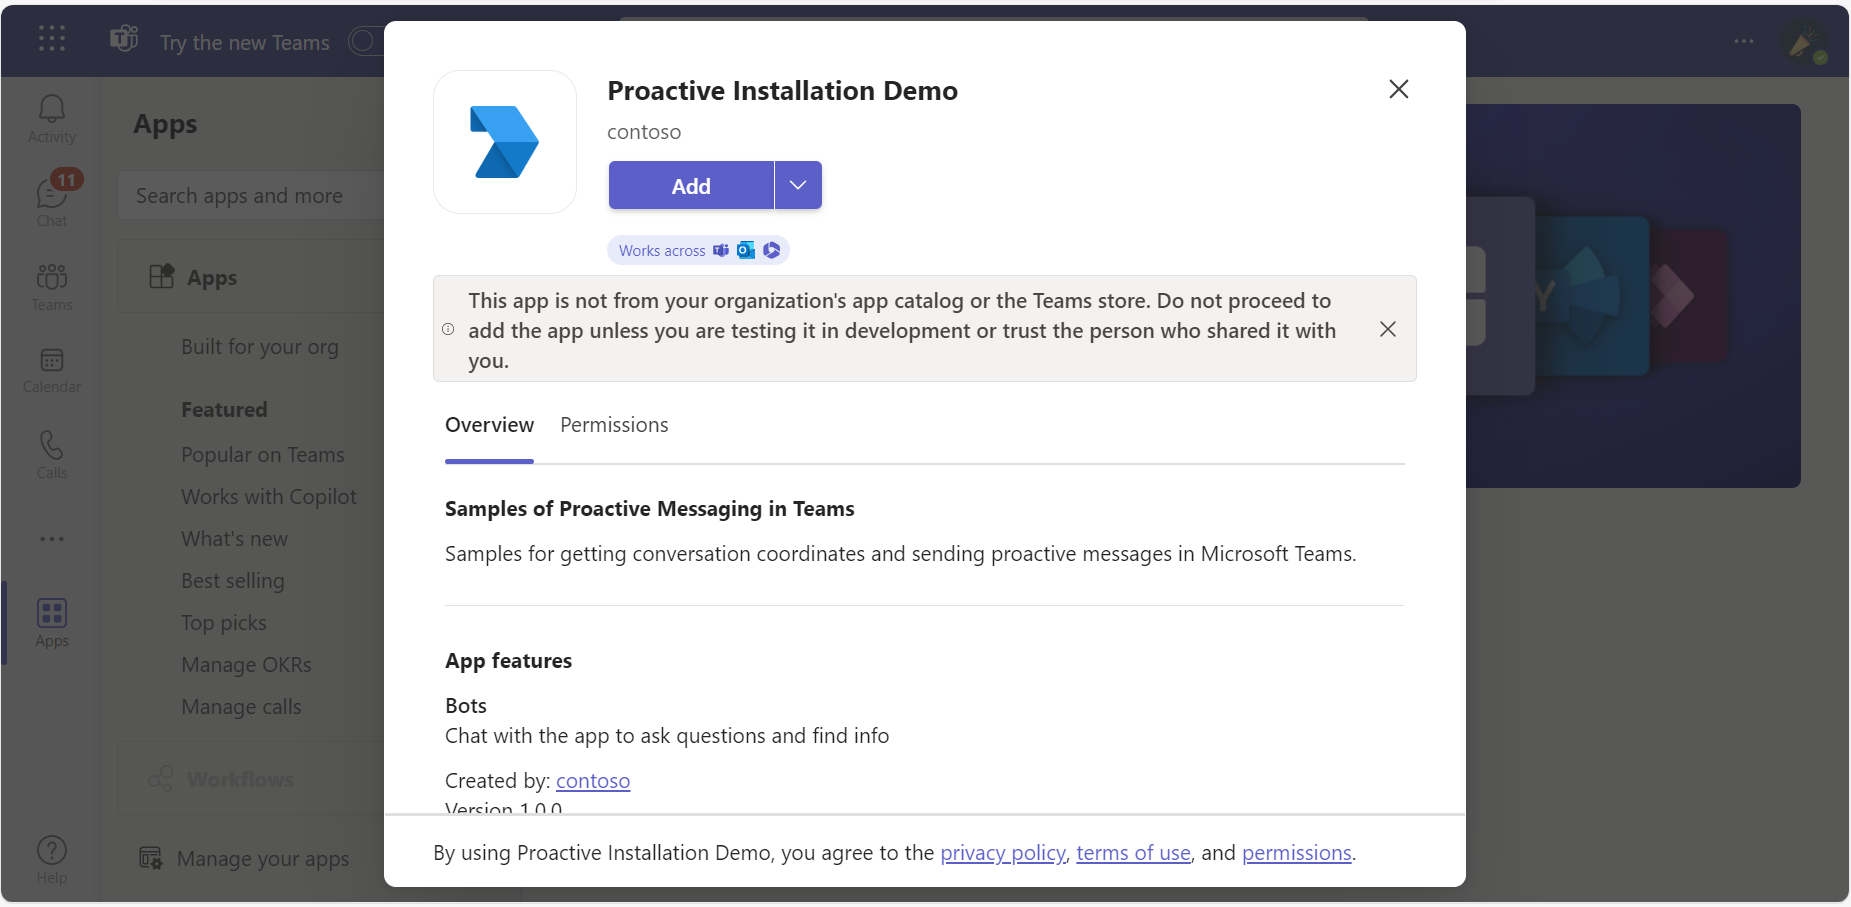 Try the new Teams
Activity
11
Chat
Teams
Calendar
Calls
Apps
Help
Apps
Search apps and more
Apps
Built for your org
Featured
Popular on Teams
Works with Copilot
What's new
Best selling
Top picks
Manage OKRs
Manage calls
Workflows
Manage your apps
Proactive Installation Demo
contoso
Add
Works across
This app is not from your organization's app catalog or the Teams store. Do not proceed to
add the app unless you are testing it in development or trust the person who shared it with
you.
Overview Permissions
Samples of Proactive Messaging in Teams
Samples for getting conversation coordinates and sending proactive messages in Microsoft Teams.
App features
Bots
Chat with the app to ask questions and find info
Created by: contoso
Version 1.0.0
By using Proactive Installation Demo, you agree to the privacy policy, terms of use, and permissions.